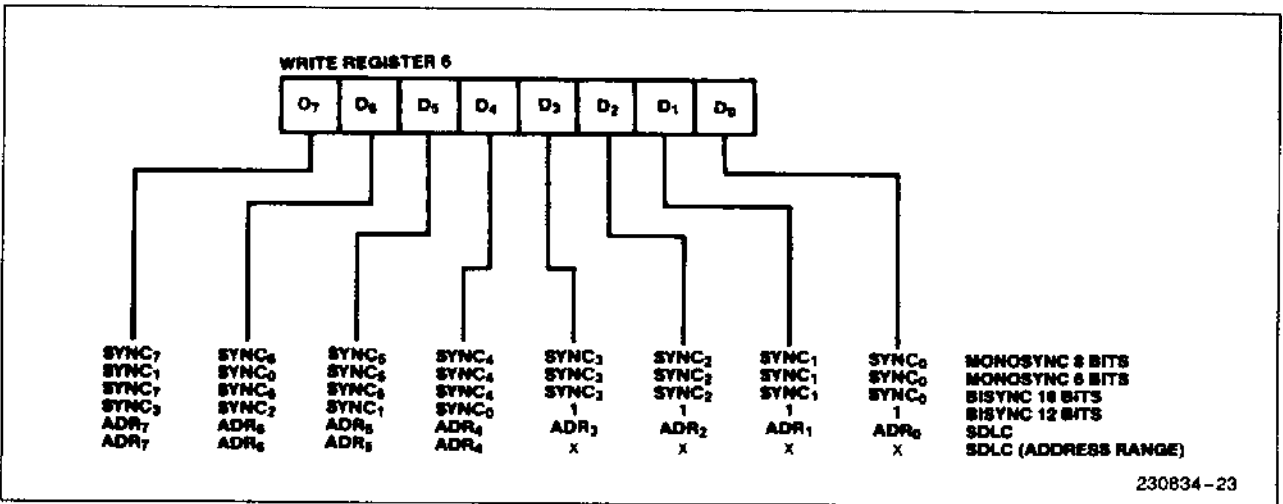 WRITE REGISTER 6
D7 D6 D5 D4 D3 D2 D1 D0
SYNC7 SYNC6 SYNC5 SYNC4 SYNC3 SYNC2 SYNC1 SYNC0 MONOSYNC 8 BITS
SYNC1 SYNC0 SYNC5 SYNC4 SYNC3 SYNC2 SYNC1 SYNC0 MONOSYNC 6 BITS
SYNC7 SYNC6 SYNC5 SYNC4 SYNC3 SYNC2 SYNC1 SYNC0 BISYNC 16 BITS
SYNC3 SYNC2 SYNC1 SYNC0 1 1 1 1 BISYNC 12 BITS
ADR7 ADR6 ADR5 ADR4 ADR3 ADR2 ADR1 ADR0 SDLC
ADR7 ADR6 ADR5 ADR4 X X X X SDLC (ADDRESS RANGE)
230834-23